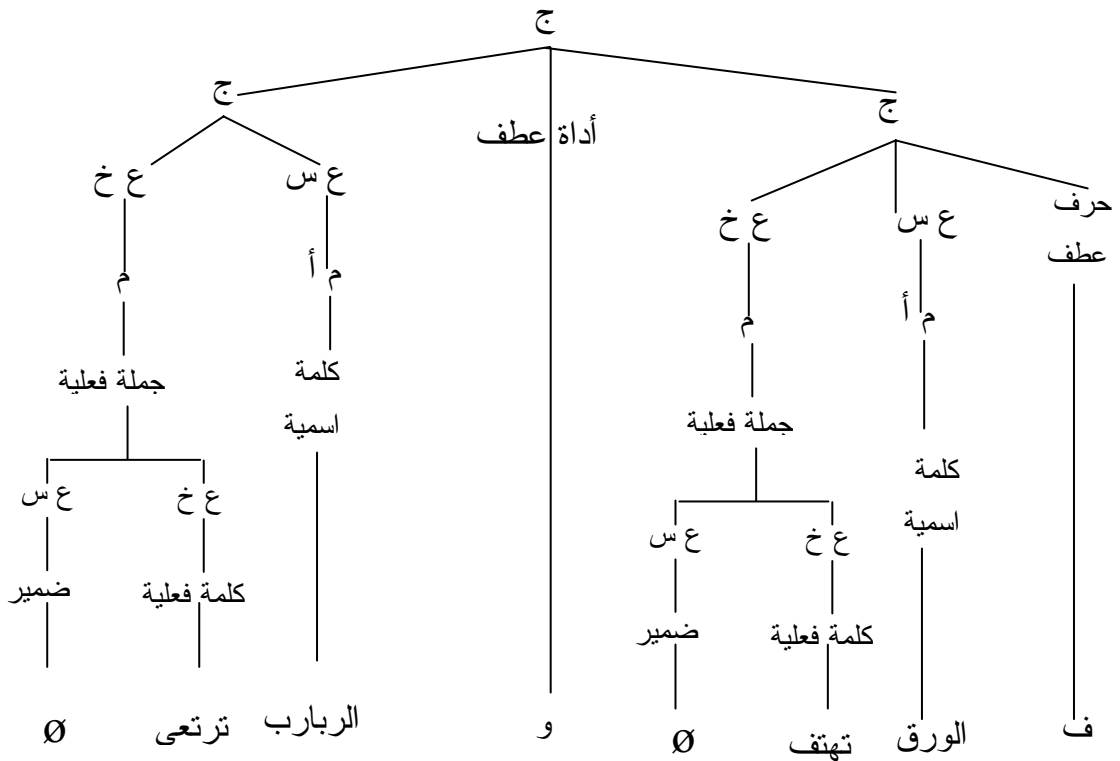 ج
ج
ج
أداة عطف
حرف
عطف
ع س
ع خ
ع س
ع خ
م أ
م
م أ
م
كلمة
اسمية
جملة فعلية
كلمة
اسمية
جملة فعلية
ع خ
ع س
ع خ
ع س
كلمة فعلية
ضمير
كلمة فعلية
ضمير
ف
الورق
تهتف
Ø
و
الربارب
ترتعى
Ø